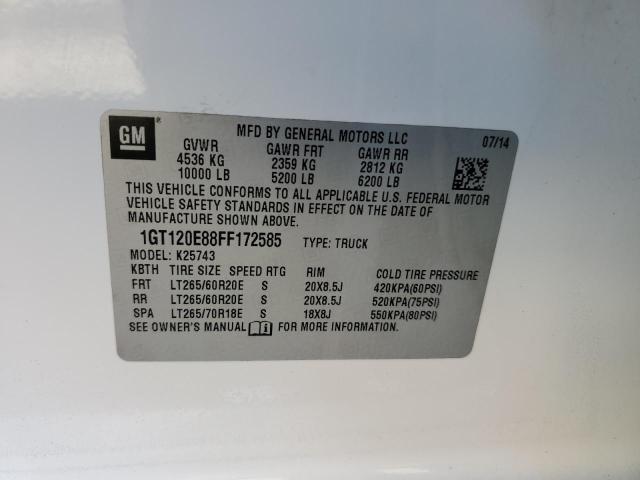 GM
MFD BY GENERAL MOTORS LLC
07/14
GVWR GAWR FRT GAWR RR
4536 KG 2359 KG 2812 KG
10000 LB 5200 LB 6200 LB
THIS VEHICLE CONFORMS TO ALL APPLICABLE U.S. FEDERAL MOTOR
VEHICLE SAFETY STANDARDS IN EFFECT ON THE DATE OF
MANUFACTURE SHOWN ABOVE.
1GT120E88FF172585 TYPE: TRUCK
MODEL: K25743
KBTH TIRE SIZE SPEED RTG RIM COLD TIRE PRESSURE
FRT LT265/60R20E S 20X8.5J 420KPA(60PSI)
RR LT265/60R20E S 20X8.5J 520KPA(75PSI)
SPA LT265/70R18E S 18X8J 550KPA(80PSI)
SEE OWNER'S MANUAL FOR MORE INFORMATION.